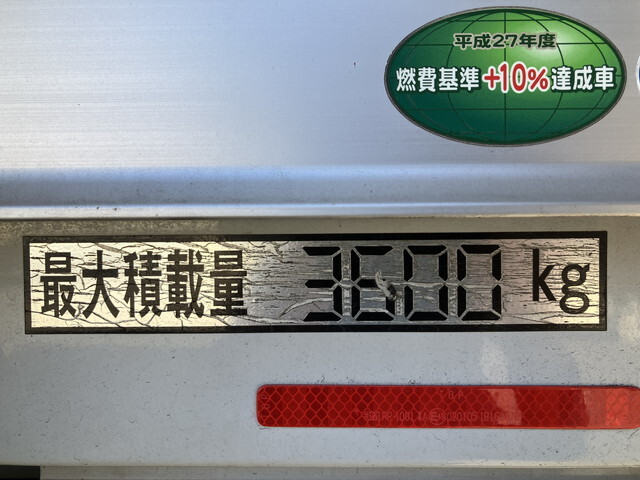 平成27年度
燃費基準+10%達成車
最大積載量 3600 kg